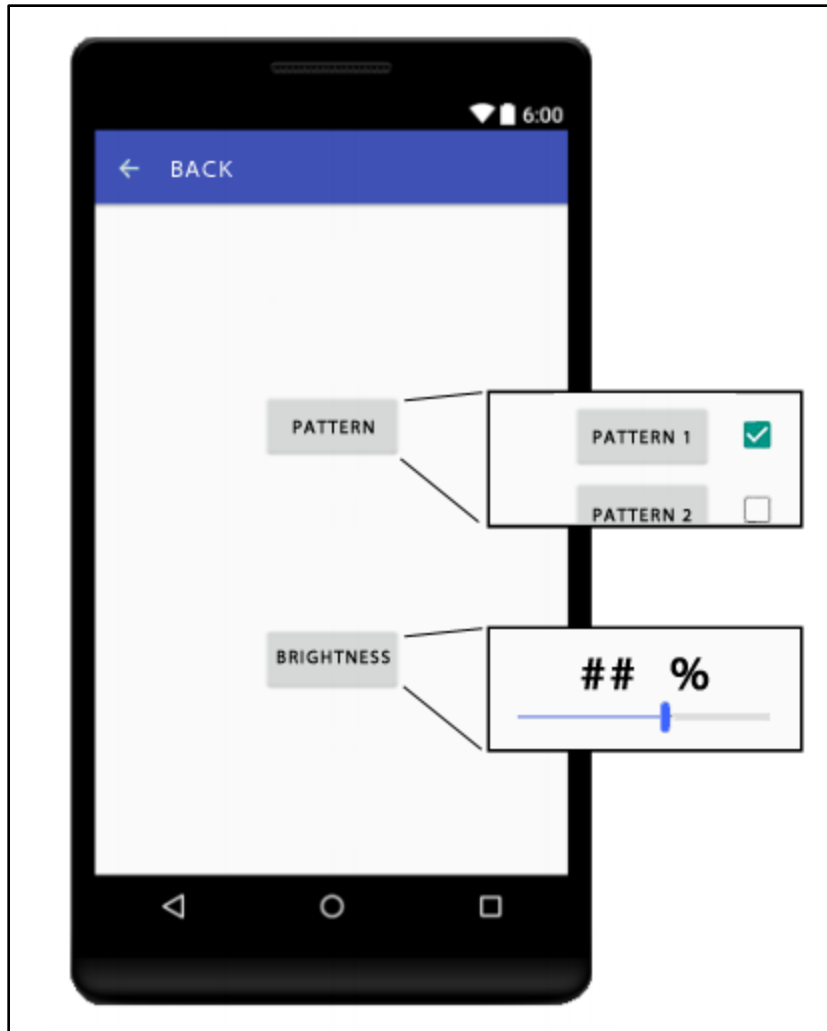 6:00
BACK
PATTERN
PATTERN 1
PATTERN 2
BRIGHTNESS
## %